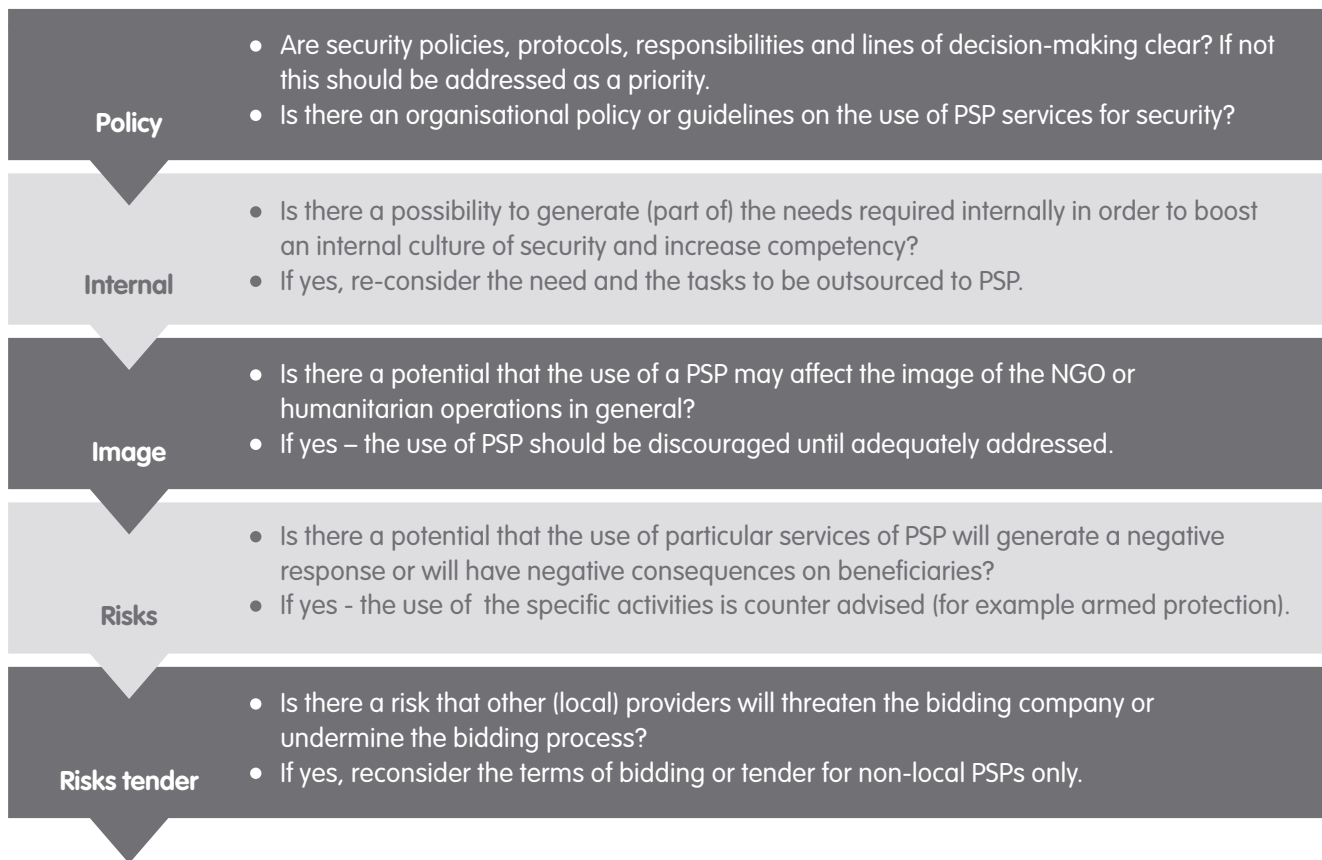 Policy
● Are security policies, protocols, responsibilities and lines of decision-making clear? If not
this should be addressed as a priority.
● Is there an organisational policy or guidelines on the use of PSP services for security?
Internal
● Is there a possibility to generate (part of) the needs required internally in order to boost
an internal culture of security and increase competency?
● If yes, re-consider the need and the tasks to be outsourced to PSP.
Image
● Is there a potential that the use of a PSP may affect the image of the NGO or
humanitarian operations in general?
● If yes – the use of PSP should be discouraged until adequately addressed.
Risks
● Is there a potential that the use of particular services of PSP will generate a negative
response or will have negative consequences on beneficiaries?
● If yes - the use of  the specific activities is counter advised (for example armed protection).
Risks tender
● Is there a risk that other (local) providers will threaten the bidding company or
undermine the bidding process?
● If yes, reconsider the terms of bidding or tender for non-local PSPs only.